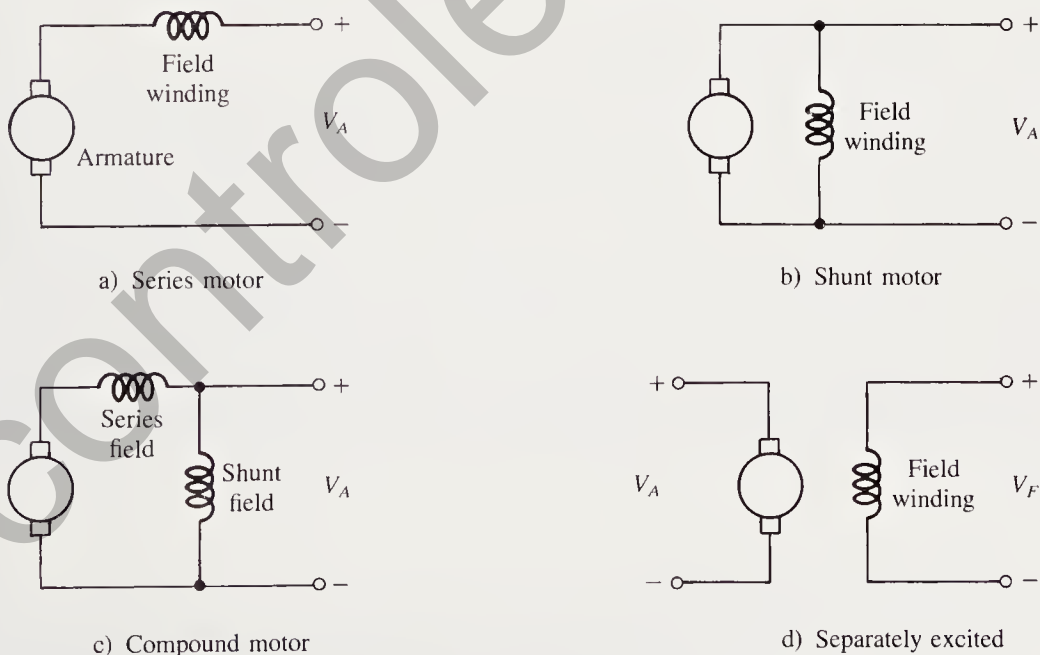 +
Field
winding
V_A
Armature
−
a) Series motor
+
Field
winding
V_A
−
b) Shunt motor
+
Series
field
Shunt
field
V_A
−
c) Compound motor
+
V_A
−
+
Field
winding
V_F
−
d) Separately excited
controle